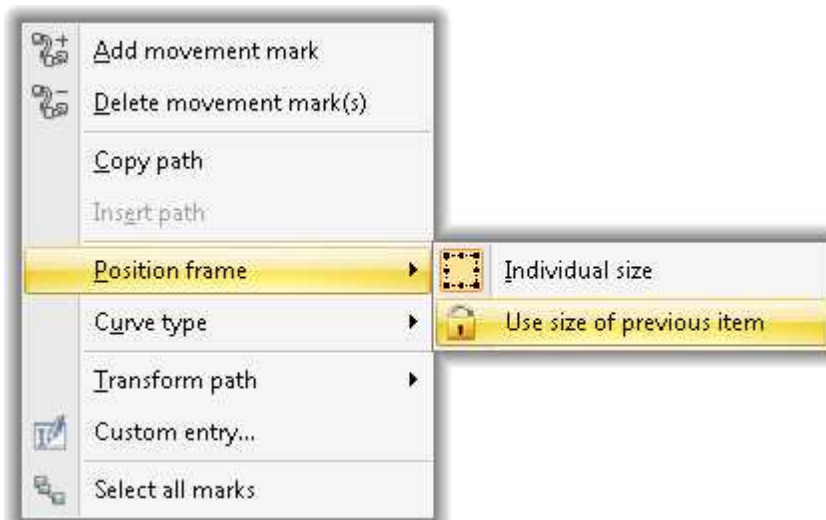 Add movement mark
Delete movement mark(s)
Copy path
Insert path
Position frame
Individual size
Use size of previous item
Curve type
Transform path
Custom entry...
Select all marks